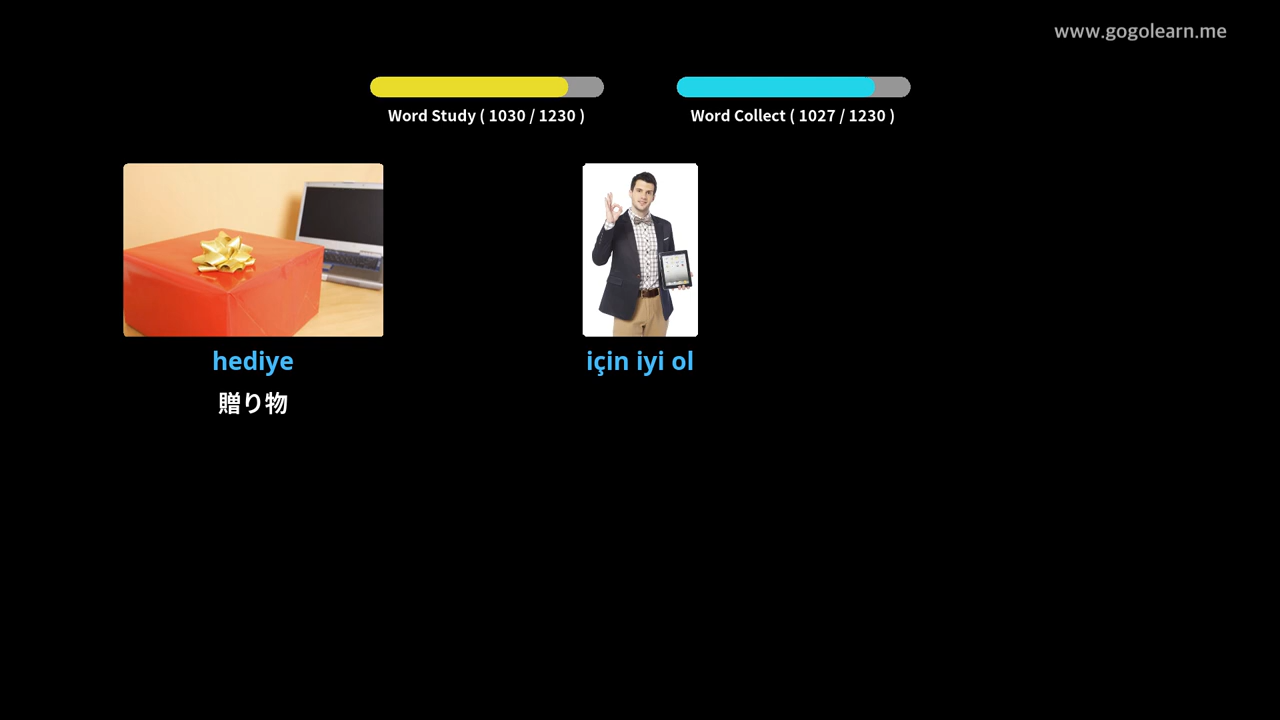 www.gogolearn.me
Word Study ( 1030 / 1230 )
Word Collect ( 1027 / 1230 )
hediye
贈り物
için iyi ol